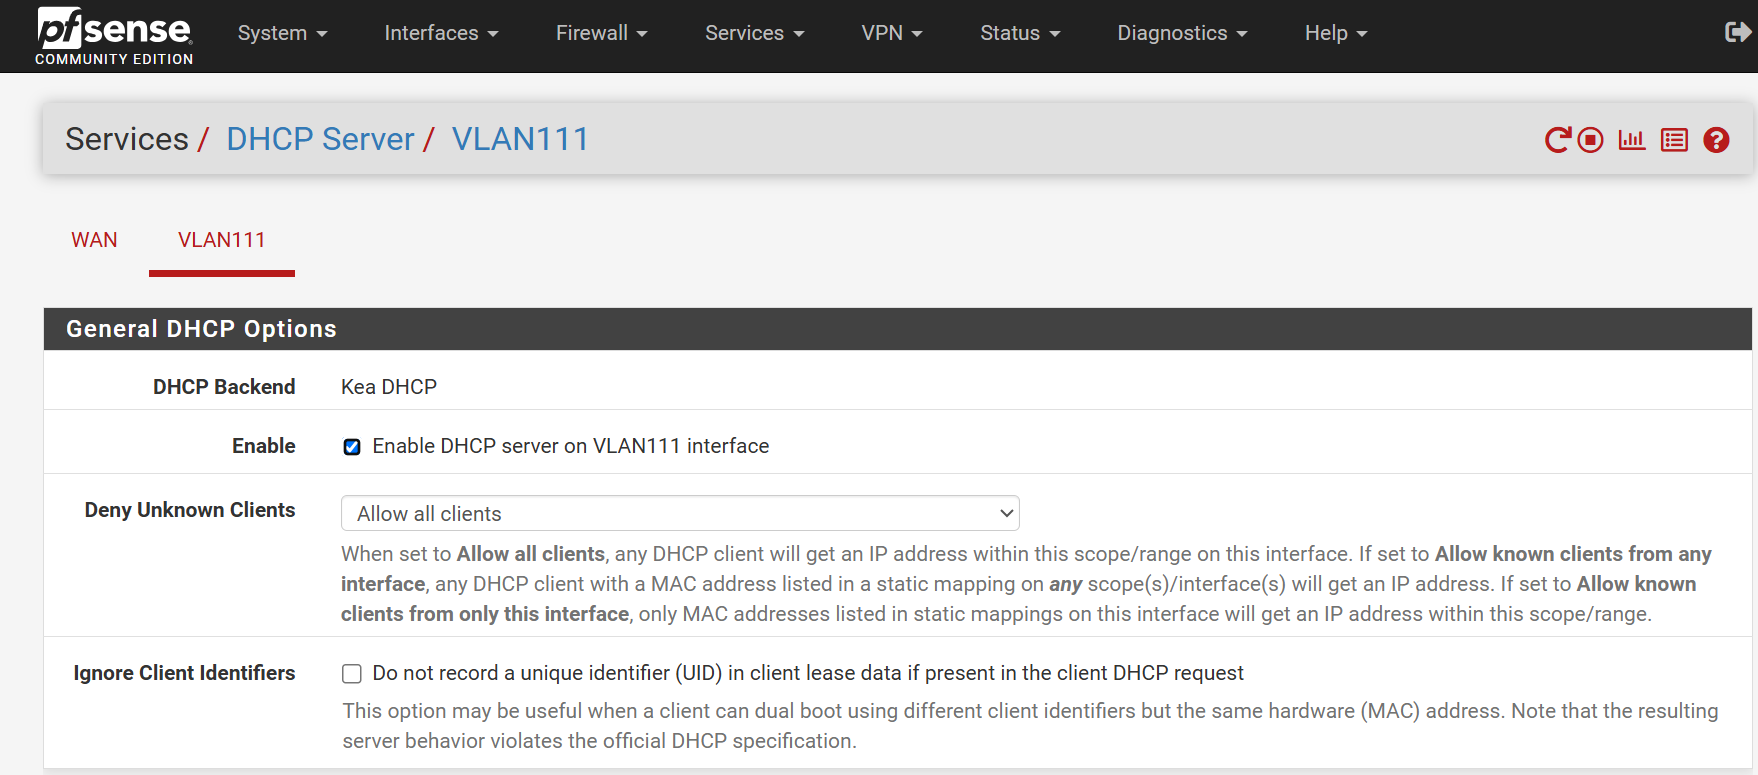 pfsense
COMMUNITY EDITION
System
Interfaces
Firewall
Services
VPN
Status
Diagnostics
Help
Services / DHCP Server / VLAN111
WAN
VLAN111
General DHCP Options
DHCP Backend
Kea DHCP
Enable
Enable DHCP server on VLAN111 interface
Deny Unknown Clients
Allow all clients
When set to Allow all clients, any DHCP client will get an IP address within this scope/range on this interface. If set to Allow known clients from any
interface, any DHCP client with a MAC address listed in a static mapping on any scope(s)/interface(s) will get an IP address. If set to Allow known
clients from only this interface, only MAC addresses listed in static mappings on this interface will get an IP address within this scope/range.
Ignore Client Identifiers
Do not record a unique identifier (UID) in client lease data if present in the client DHCP request
This option may be useful when a client can dual boot using different client identifiers but the same hardware (MAC) address. Note that the resulting
server behavior violates the official DHCP specification.